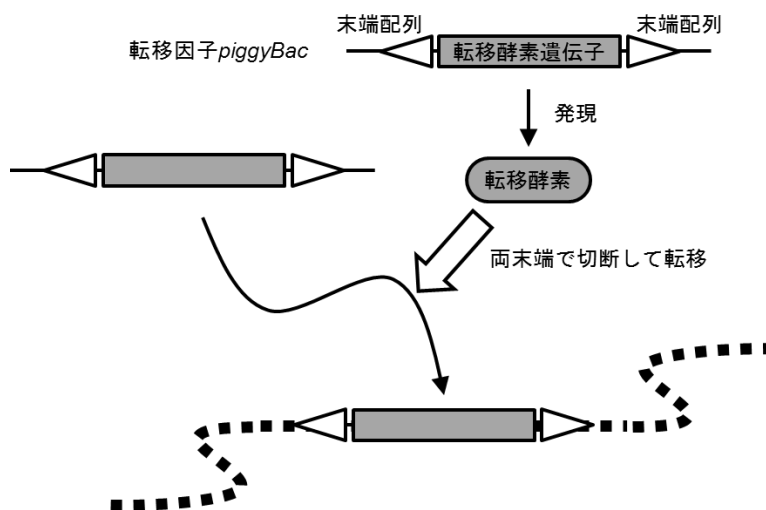 末端配列 末端配列
転移因子piggyBac
転移酵素遺伝子
発現
転移酵素
両末端で切断して転移